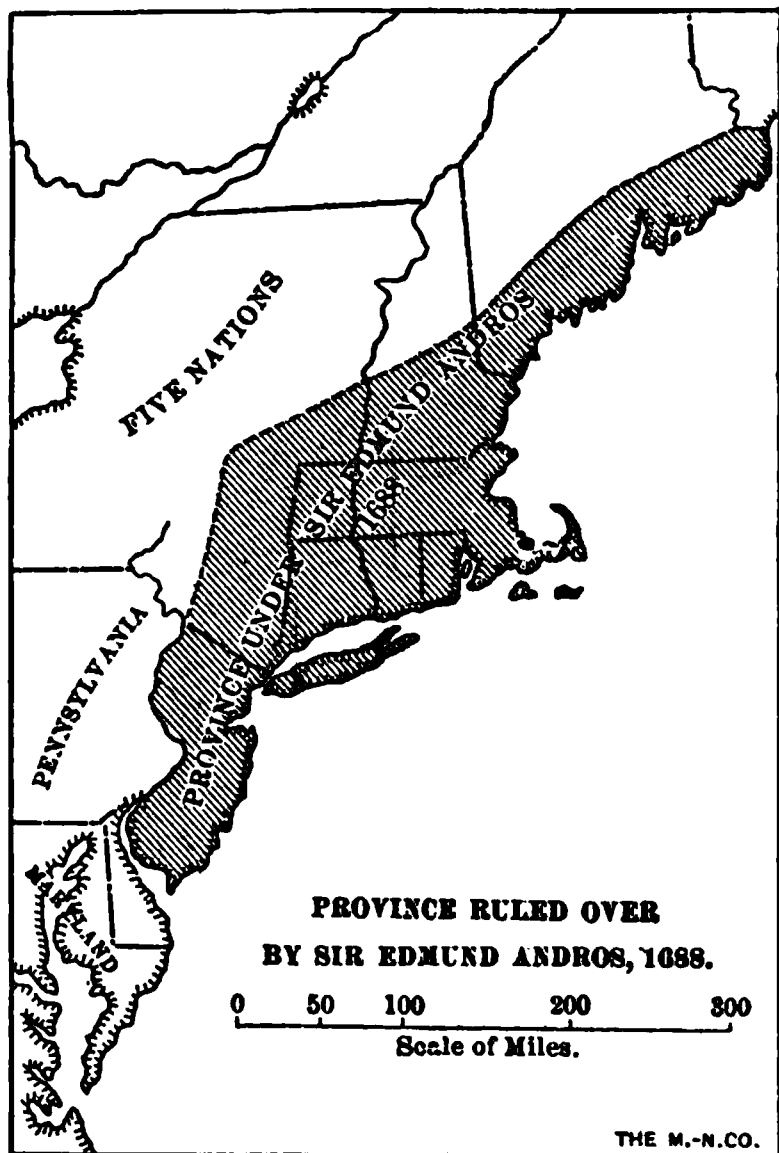 FIVE NATIONS
PROVINCE UNDER SIR EDMUND ANDROS
1688
PENNSYLVANIA
MARYLAND
PROVINCE RULED OVER
BY SIR EDMUND ANDROS, 1688.
0 50 100 200 300
Scale of Miles.
THE M.-N.CO.